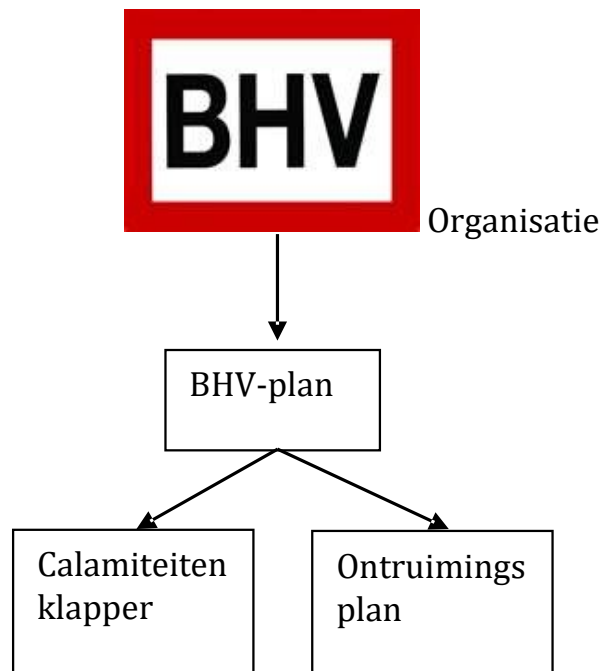 BHV
Organisatie
BHV-plan
Calamiteiten
klapper
Ontruimings
plan